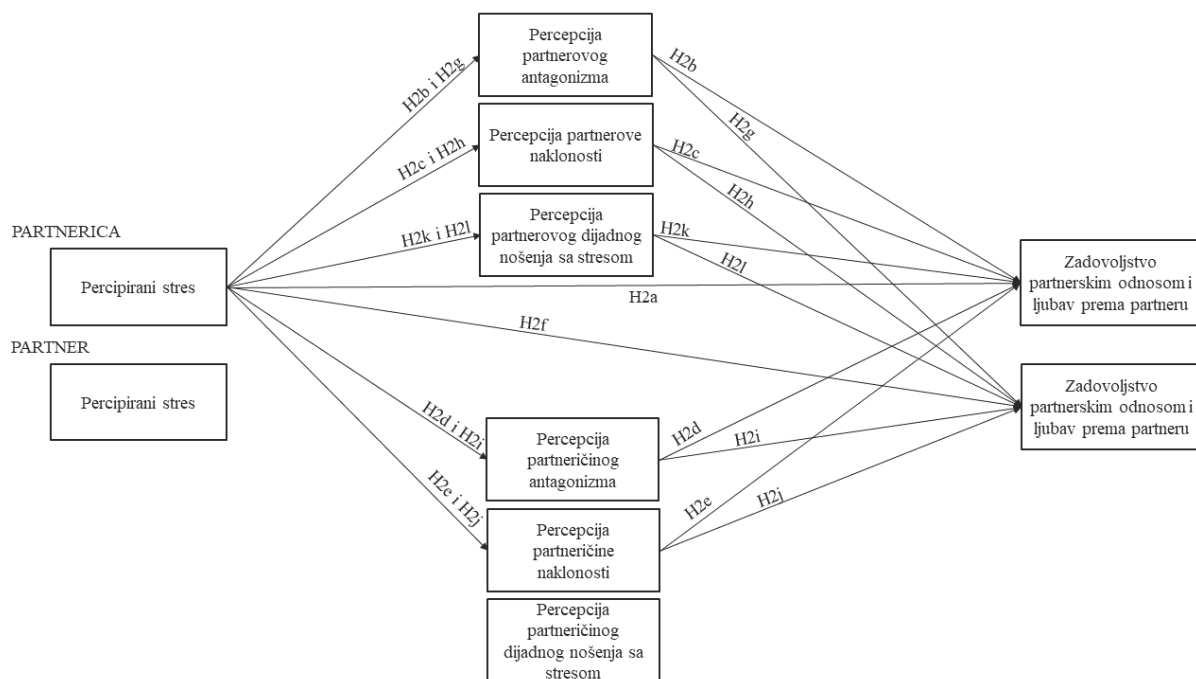 Percepcija
partnerovog
antagonizma
H2b i H2g
H2b
H2g
Percepcija partnerove
naklonosti
H2c i H2h
H2c
H2h
Percepcija
partnerovog dijadnog
nošenja sa stresom
H2k i H2l
H2k
H2l
PARTNERICA
Percipirani stres
H2a
Zadovoljstvo
partnerskim odnosom i
ljubav prema partneru
H2f
PARTNER
Percipirani stres
Zadovoljstvo
partnerskim odnosom i
ljubav prema partneru
H2d i H2i
Percepcija
partneričinog
antagonizma
H2d
H2i
H2e i H2j
Percepcija
partneričine
naklonosti
H2e
H2j
Percepcija
partneričinog
dijadnog nošenja sa
stresom